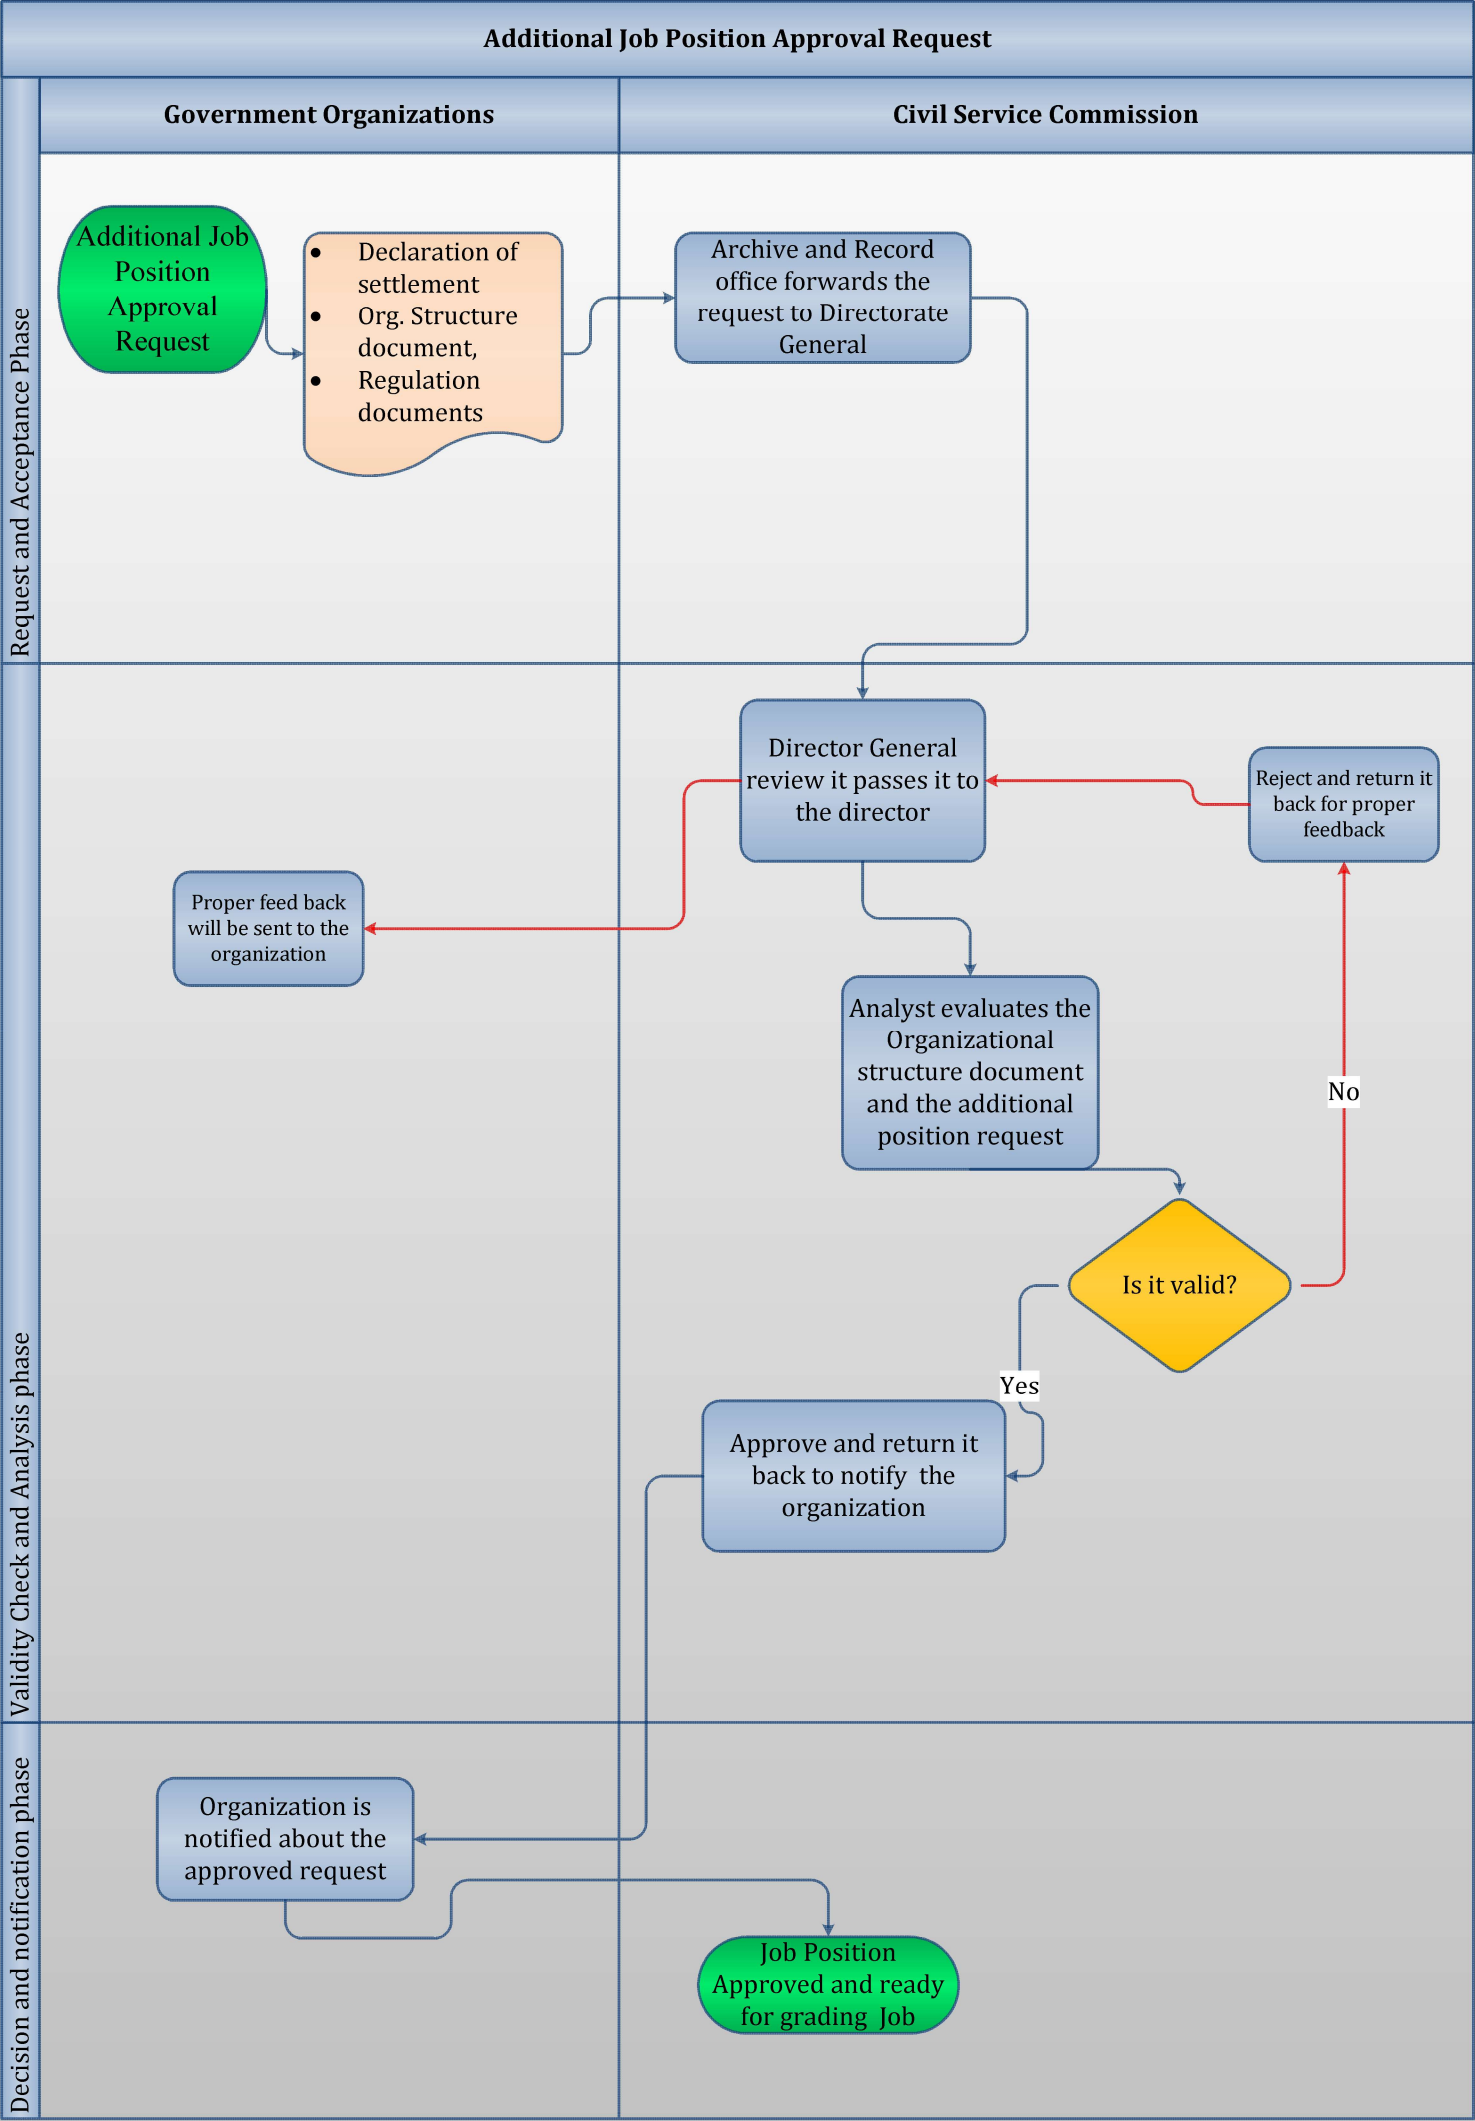 Additional Job Position Approval Request
Government Organizations
Civil Service Commission
Request and Acceptance Phase
Additional Job
Position
Approval
Request
• Declaration of
settlement
• Org. Structure
document,
• Regulation
documents
Archive and Record
office forwards the
request to Directorate
General
Validity Check and Analysis phase
Director General
review it passes it to
the director
Reject and return it
back for proper
feedback
Proper feed back
will be sent to the
organization
Analyst evaluates the
Organizational
structure document
and the additional
position request
No
Is it valid?
Yes
Approve and return it
back to notify  the
organization
Decision and notification phase
Organization is
notified about the
approved request
Job Position
Approved and ready
for grading  Job